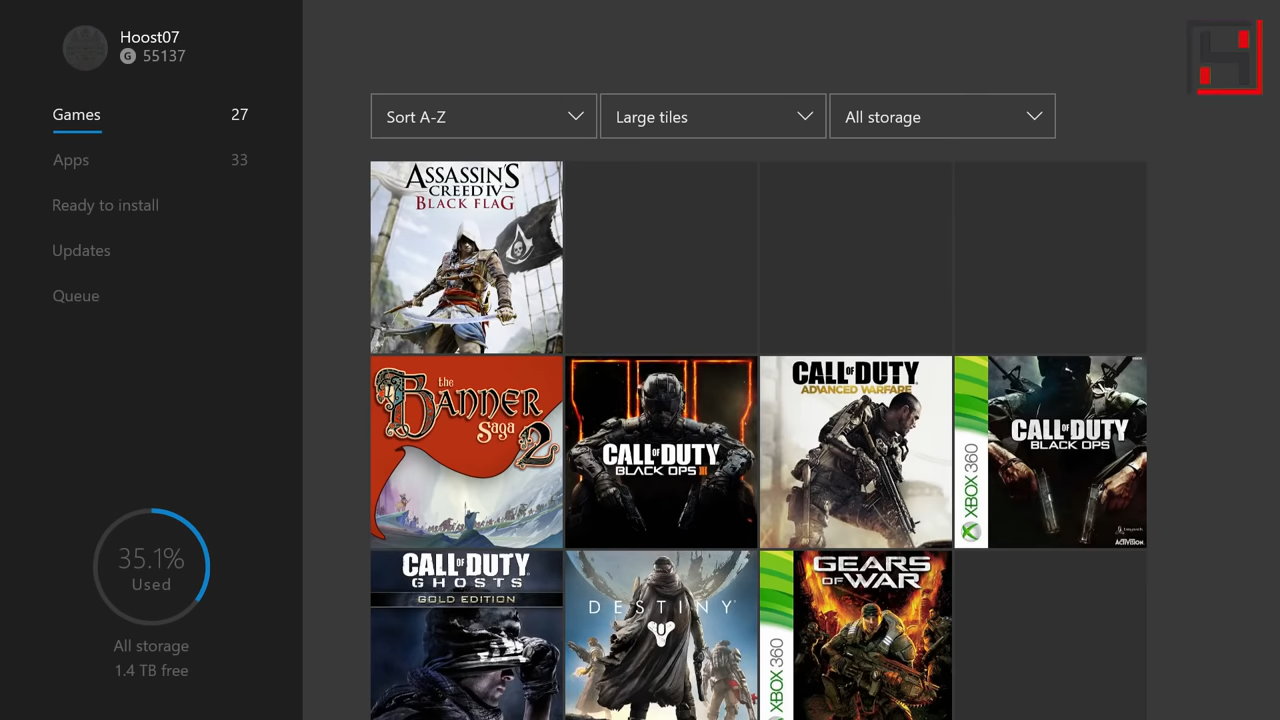 Hoost07
G 55137
Games 27
Apps 33
Ready to install
Updates
Queue
35.1%
Used
All storage
1.4 TB free
Sort A-Z
Large tiles
All storage
ASSASSIN'S
CREED IV
BLACK FLAG
the
BANNER
Saga
2
CALL OF DUTY
BLACK OPS III
CALL OF DUTY
ADVANCED WARFARE
XBOX 360
CALL OF DUTY
BLACK OPS
ACTIVISION
CALL OF DUTY
GHOSTS
GOLD EDITION
DESTINY
XBOX 360
GEARS
OF WAR